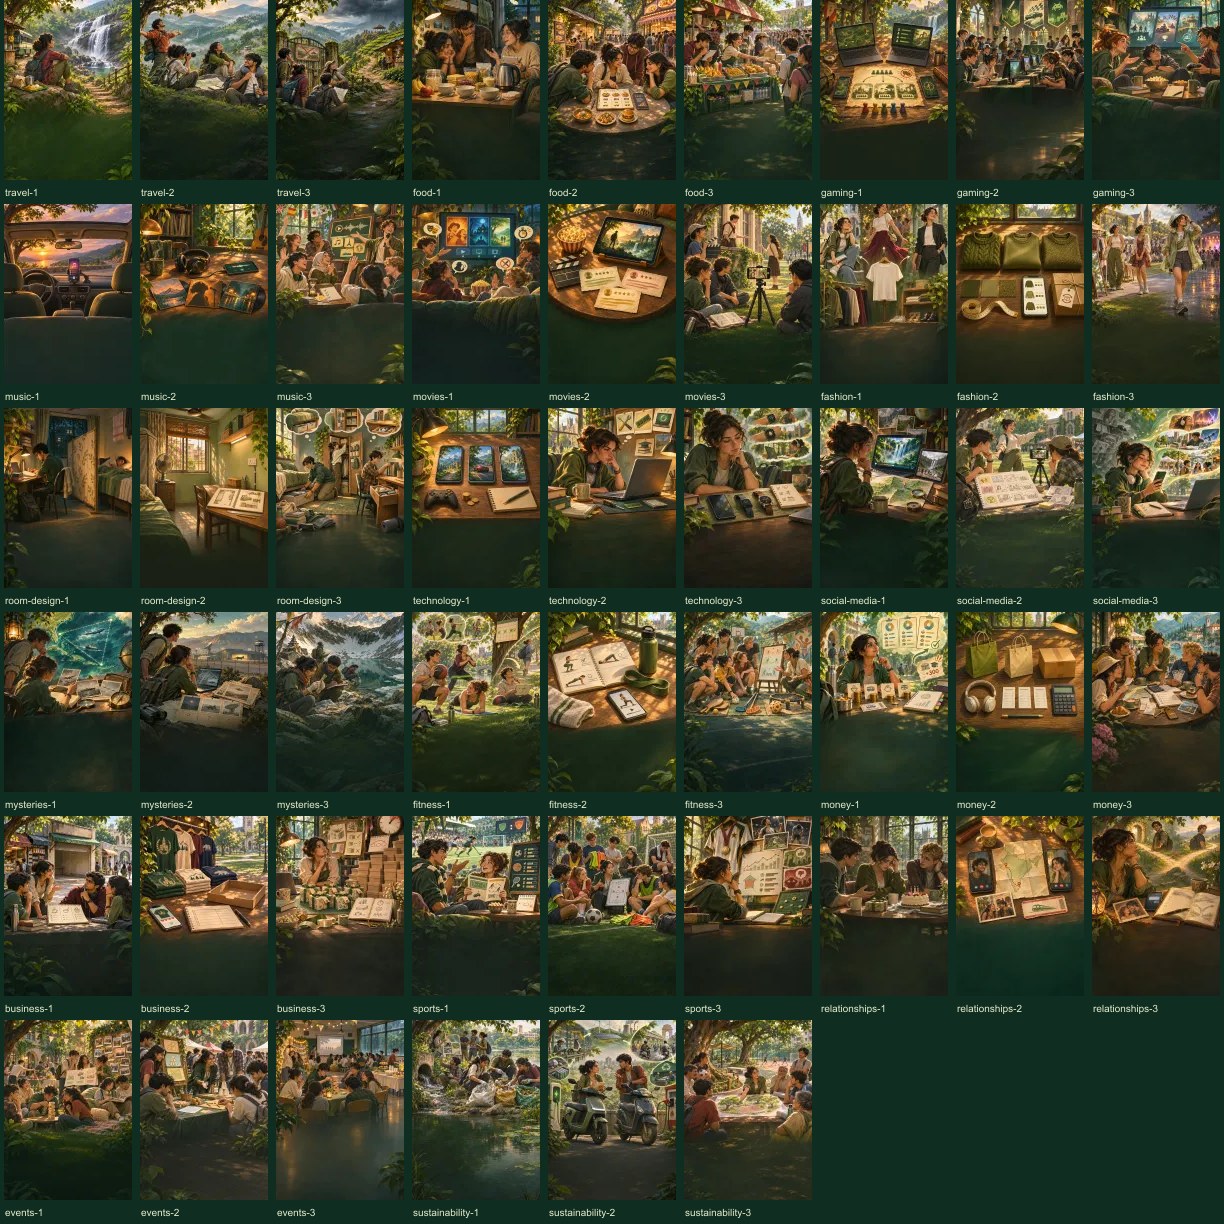 travel-1
travel-2
travel-3
food-1
food-2
food-3
gaming-1
gaming-2
gaming-3
music-1
music-2
music-3
movies-1
movies-2
movies-3
fashion-1
fashion-2
fashion-3
room-design-1
room-design-2
room-design-3
technology-1
technology-2
technology-3
social-media-1
social-media-2
social-media-3
mysteries-1
mysteries-2
mysteries-3
fitness-1
fitness-2
fitness-3
money-1
money-2
money-3
business-1
business-2
business-3
sports-1
sports-2
sports-3
relationships-1
relationships-2
relationships-3
events-1
events-2
events-3
sustainability-1
sustainability-2
sustainability-3